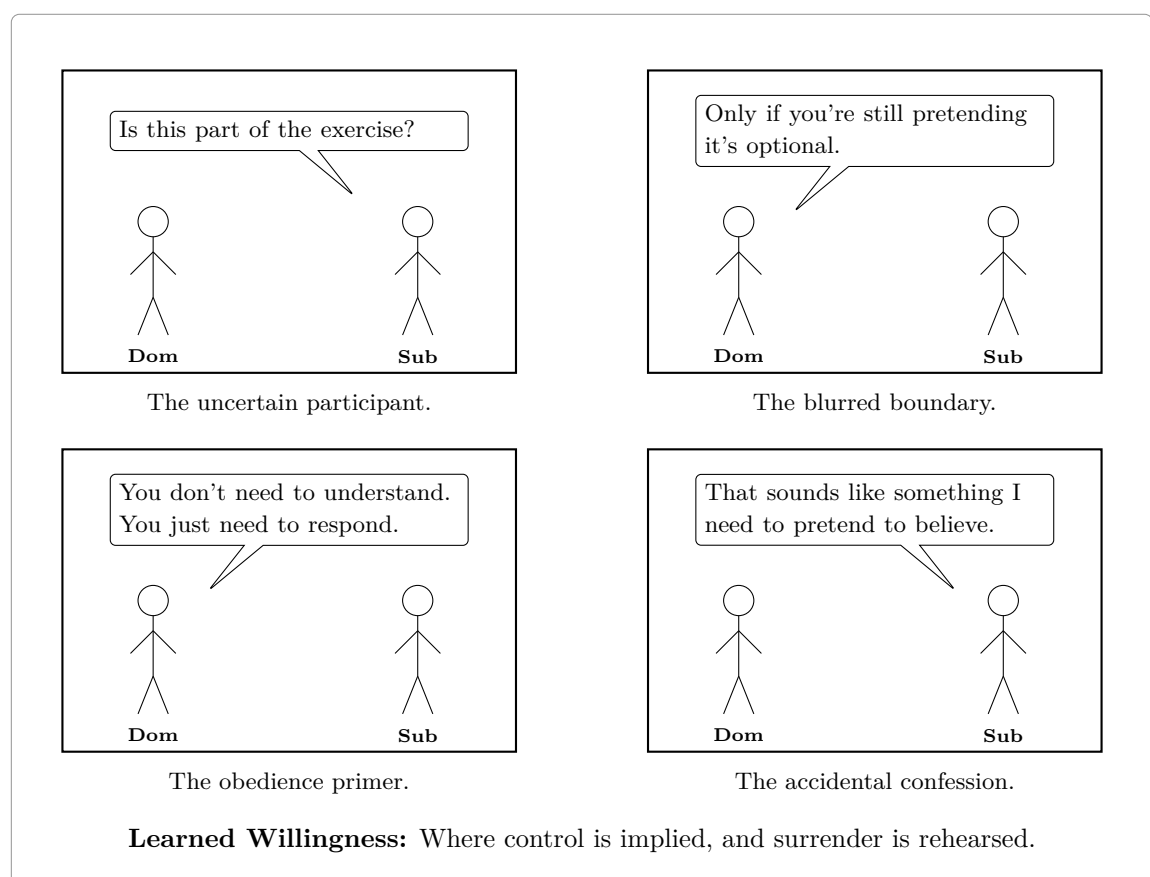 Is this part of the exercise?
Dom
Sub
The uncertain participant.
Only if you're still pretending
it's optional.
Dom
Sub
The blurred boundary.
You don't need to understand.
You just need to respond.
Dom
Sub
The obedience primer.
That sounds like something I
need to pretend to believe.
Dom
Sub
The accidental confession.
Learned Willingness: Where control is implied, and surrender is rehearsed.